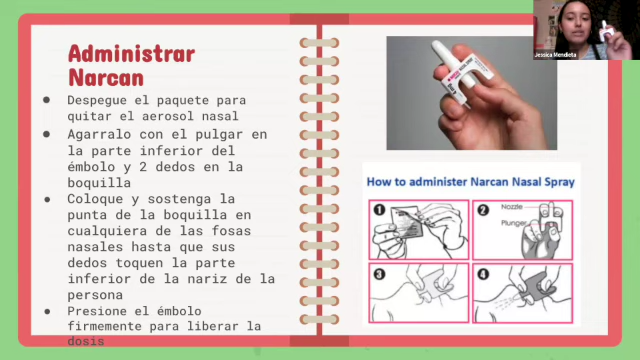 Administrar
Narcan
● Despegue el paquete para
quitar el aerosol nasal
● Agarralo con el pulgar en
la parte inferior del
émbolo y 2 dedos en la
boquilla
● Coloque y sostenga la
punta de la boquilla en
cualquiera de las fosas
nasales hasta que sus
dedos toquen la parte
inferior de la nariz de la
persona
● Presione el émbolo
firmemente para liberar la
dosis
Jessica Mendieta
How to administer Narcan Nasal Spray
1
2
Nozzle
Plunger
3
4